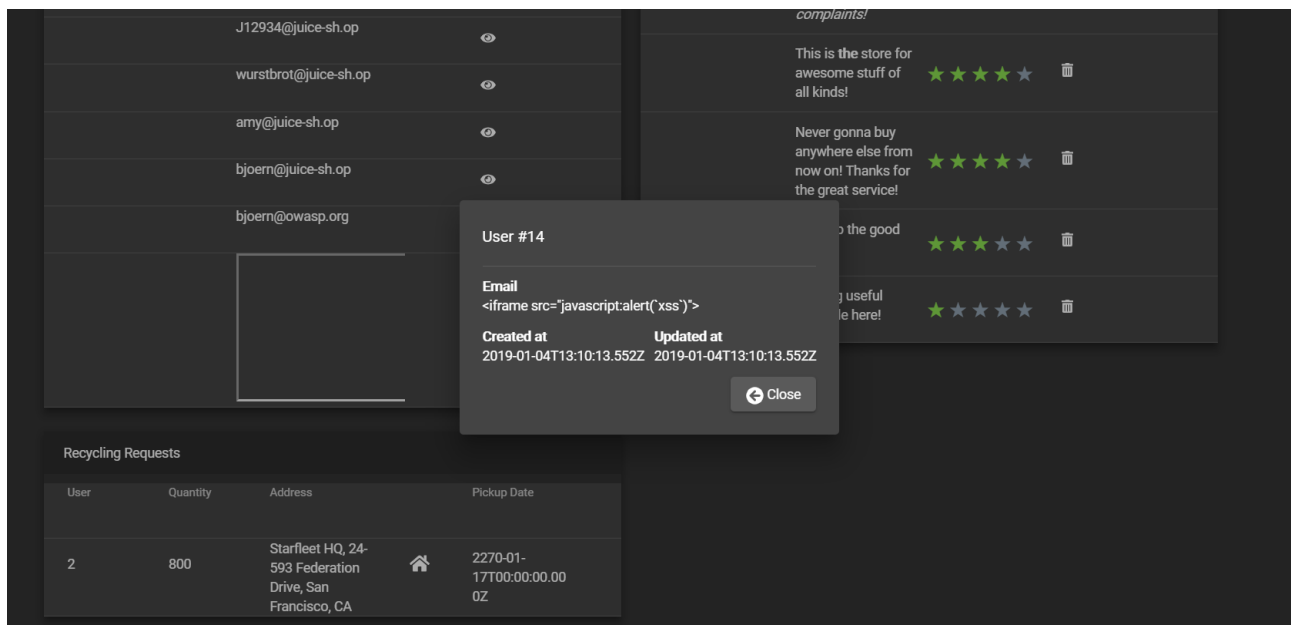 J12934@juice-sh.op
wurstbrot@juice-sh.op
amy@juice-sh.op
bjoern@juice-sh.op
bjoern@owasp.org
complaints!
This is the store for
awesome stuff of
all kinds!
Never gonna buy
anywhere else from
now on! Thanks for
the great service!
the good
useful
here!
User #14
Email
<iframe src="javascript:alert(`xss`)">
Created at Updated at
2019-01-04T13:10:13.552Z 2019-01-04T13:10:13.552Z
Close
Recycling Requests
User Quantity Address Pickup Date
2 800 Starfleet HQ, 24-
593 Federation
Drive, San
Francisco, CA
2270-01-
17T00:00:00.00
0Z